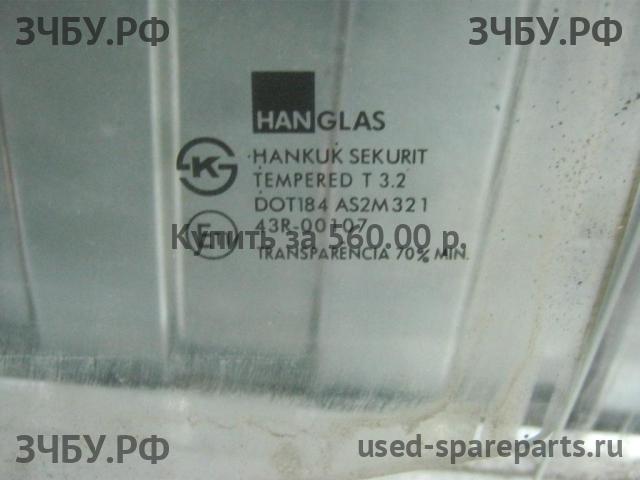 ЗЧБУ.РФ ЗЧБУ.РФ
HANGLAS
HANKUK SEKURIT
TEMPERED T 3.2
DOT184 AS2M321
43R-00107
Купить за 560.00 р.
TRANSPARENCIA 70% MIN.
ЗЧБУ.РФ used-spareparts.ru